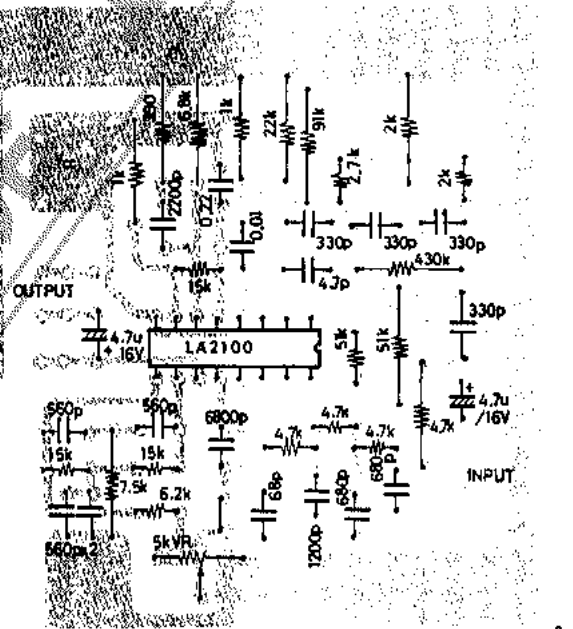 390
6.8k
1k
22k
91k
2k
1k
2200p
0.22
2.7k
2k
0.01
330p
330p
330p
15k
4.7p
430k
OUTPUT
4.7u
+ 16V
LA2100
51k
51k
330p
+
4.7u
/16V
560p
560p
6800p
4.7k
4.7k
4.7k
4.7k
15k
15k
680p
INPUT
7.5k
68p
680p
6.2k
1200p
560px2
5kVR